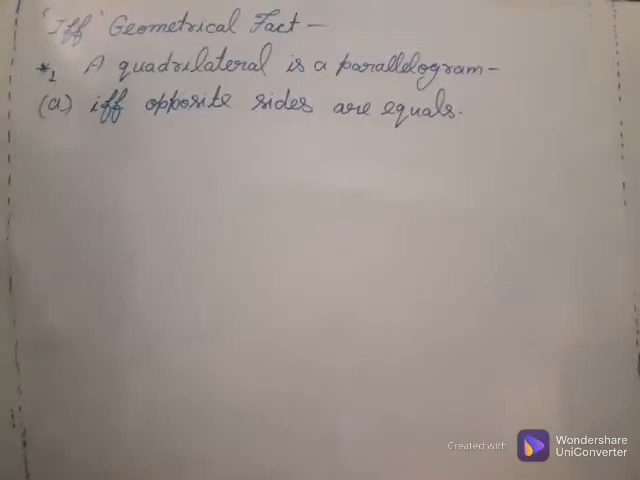 'Iff' Geometrical Fact —
*1 A quadrilateral is a parallelogram —
(a) iff opposite sides are equals.
Created with Wondershare
UniConverter